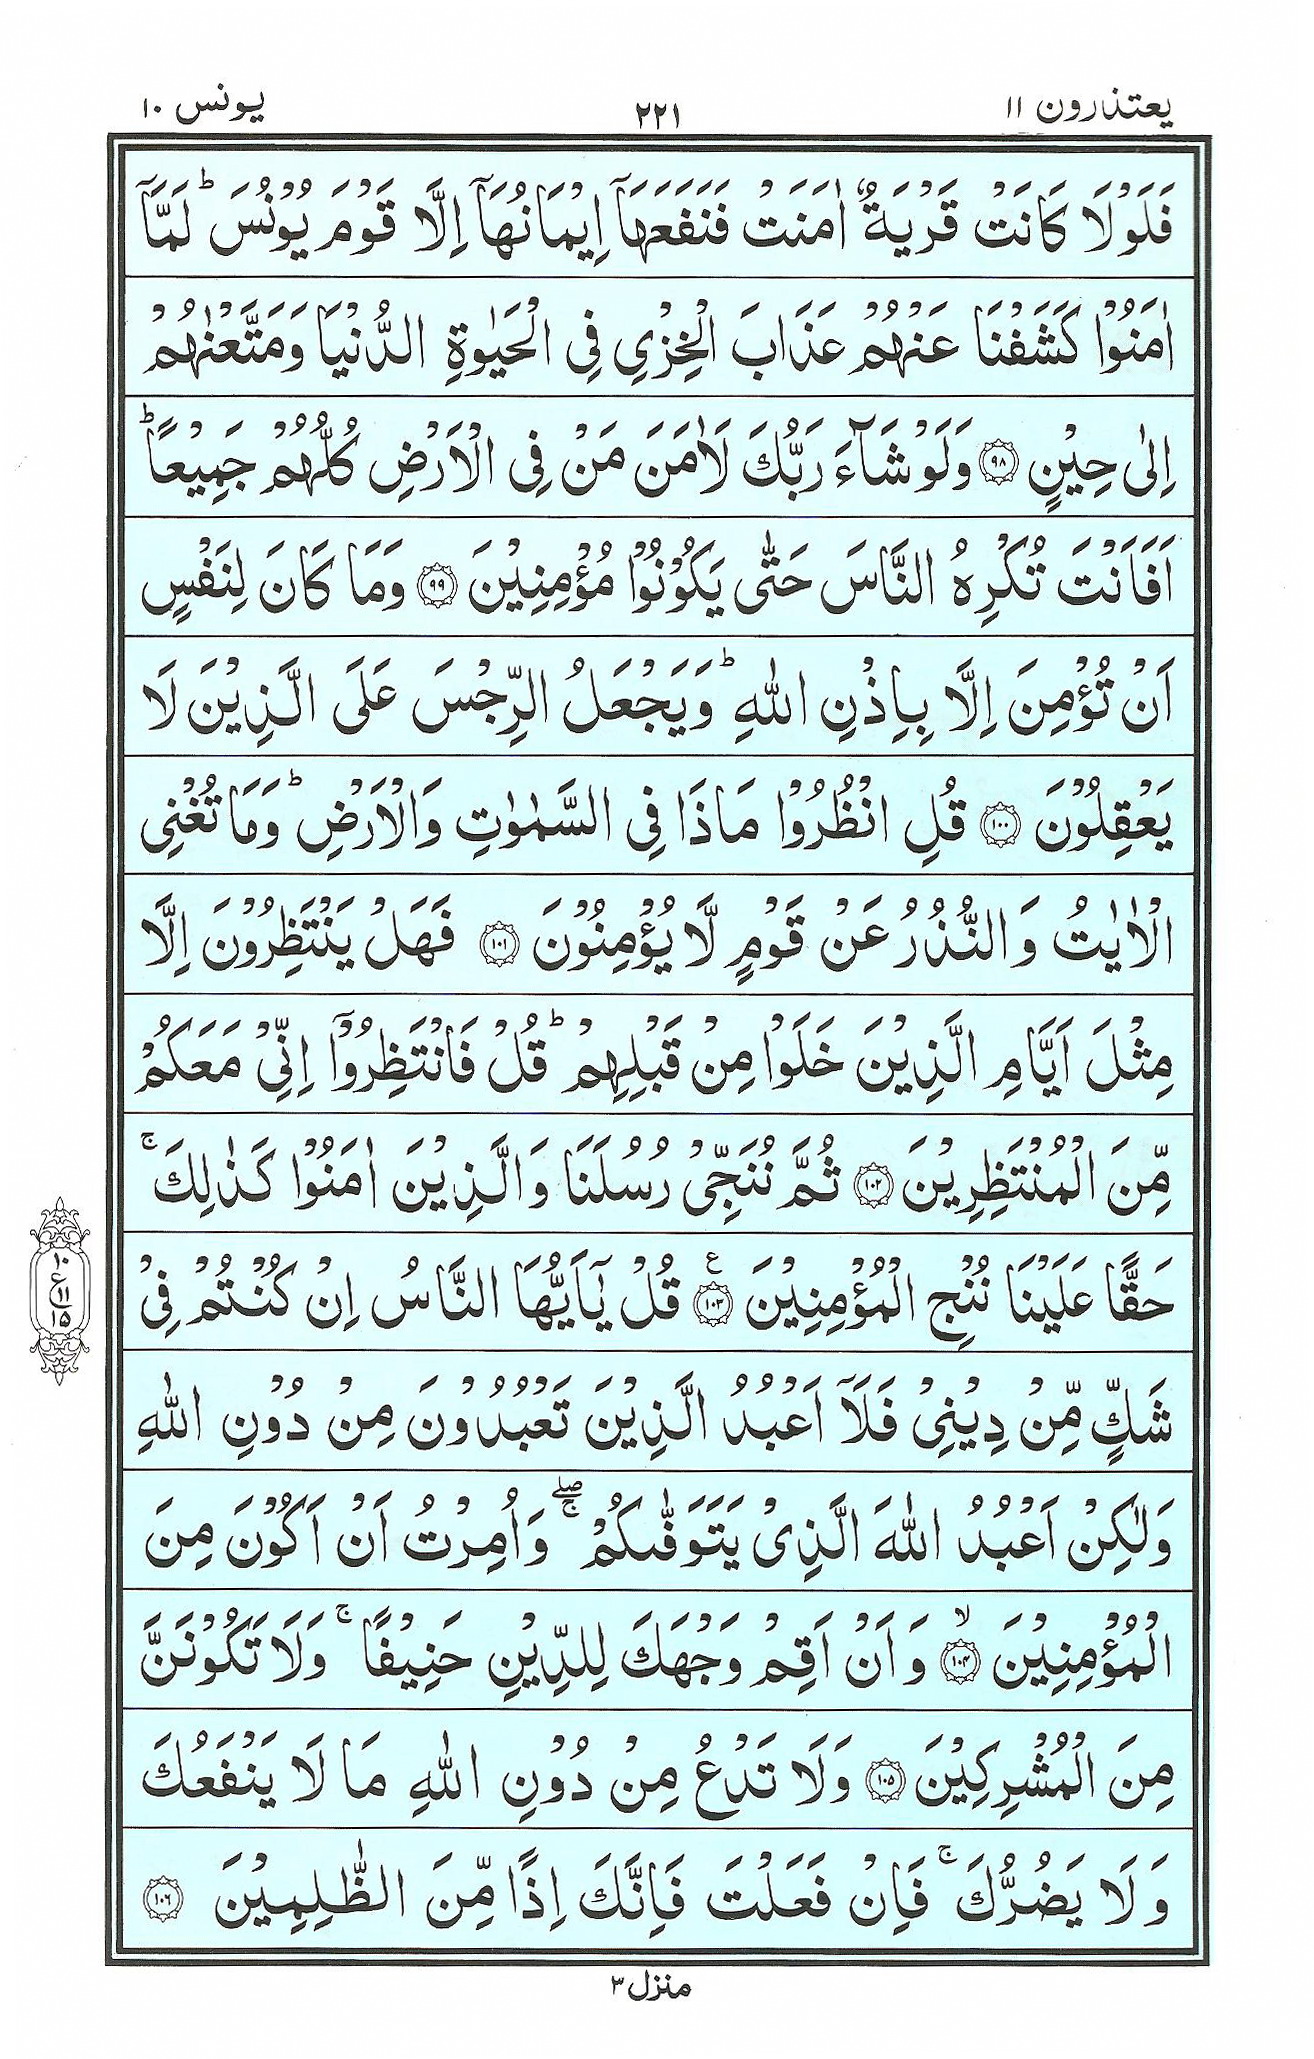 يعتذرون ١١ ٢٢١ يونس ١٠
فَلَوْلَا كَانَتْ قَرْيَةٌ اٰمَنَتْ فَنَفَعَهَاۤ اِيْمَانُهَاۤ اِلَّا قَوْمَ يُوْنُسَ ؕ لَمَّاۤ
اٰمَنُوْا كَشَفْنَا عَنْهُمْ عَذَابَ الْخِزْيِ فِي الْحَيٰوةِ الدُّنْيَا وَمَتَّعْنٰهُمْ
اِلٰى حِيْنٍ ﴿٩٨﴾ وَلَوْ شَآءَ رَبُّكَ لَاٰمَنَ مَنْ فِي الْاَرْضِ كُلُّهُمْ جَمِيْعًا ؕ
اَفَاَنْتَ تُكْرِهُ النَّاسَ حَتّٰى يَكُوْنُوْا مُؤْمِنِيْنَ ﴿٩٩﴾ وَمَا كَانَ لِنَفْسٍ
اَنْ تُؤْمِنَ اِلَّا بِاِذْنِ اللّٰهِ ؕ وَيَجْعَلُ الرِّجْسَ عَلَى الَّذِيْنَ لَا
يَعْقِلُوْنَ ﴿١٠٠﴾ قُلِ انْظُرُوْا مَاذَا فِي السَّمٰوٰتِ وَالْاَرْضِ ؕ وَمَا تُغْنِي
الْاٰيٰتُ وَالنُّذُرُ عَنْ قَوْمٍ لَّا يُؤْمِنُوْنَ ﴿١٠١﴾ فَهَلْ يَنْتَظِرُوْنَ اِلَّا
مِثْلَ اَيَّامِ الَّذِيْنَ خَلَوْا مِنْ قَبْلِهِمْ ؕ قُلْ فَانْتَظِرُوْۤا اِنِّيْ مَعَكُمْ
مِّنَ الْمُنْتَظِرِيْنَ ﴿١٠٢﴾ ثُمَّ نُنَجِّيْ رُسُلَنَا وَالَّذِيْنَ اٰمَنُوْا كَذٰلِكَ ۚ
حَقًّا عَلَيْنَا نُنْجِ الْمُؤْمِنِيْنَ ﴿١٠٣﴾ ع قُلْ يٰۤاَيُّهَا النَّاسُ اِنْ كُنْتُمْ فِيْ
١٠
ع ١١
١٥
شَكٍّ مِّنْ دِيْنِيْ فَلَاۤ اَعْبُدُ الَّذِيْنَ تَعْبُدُوْنَ مِنْ دُوْنِ اللّٰهِ
وَلٰكِنْ اَعْبُدُ اللّٰهَ الَّذِيْ يَتَوَفّٰىكُمْ ۖۚ وَاُمِرْتُ اَنْ اَكُوْنَ مِنَ
الْمُؤْمِنِيْنَ ۙ﴿١٠٤﴾ وَاَنْ اَقِمْ وَجْهَكَ لِلدِّيْنِ حَنِيْفًا ۚ وَلَا تَكُوْنَنَّ
مِنَ الْمُشْرِكِيْنَ ﴿١٠٥﴾ وَلَا تَدْعُ مِنْ دُوْنِ اللّٰهِ مَا لَا يَنْفَعُكَ
وَلَا يَضُرُّكَ ۚ فَاِنْ فَعَلْتَ فَاِنَّكَ اِذًا مِّنَ الظّٰلِمِيْنَ ﴿١٠٦﴾
منزل ٣